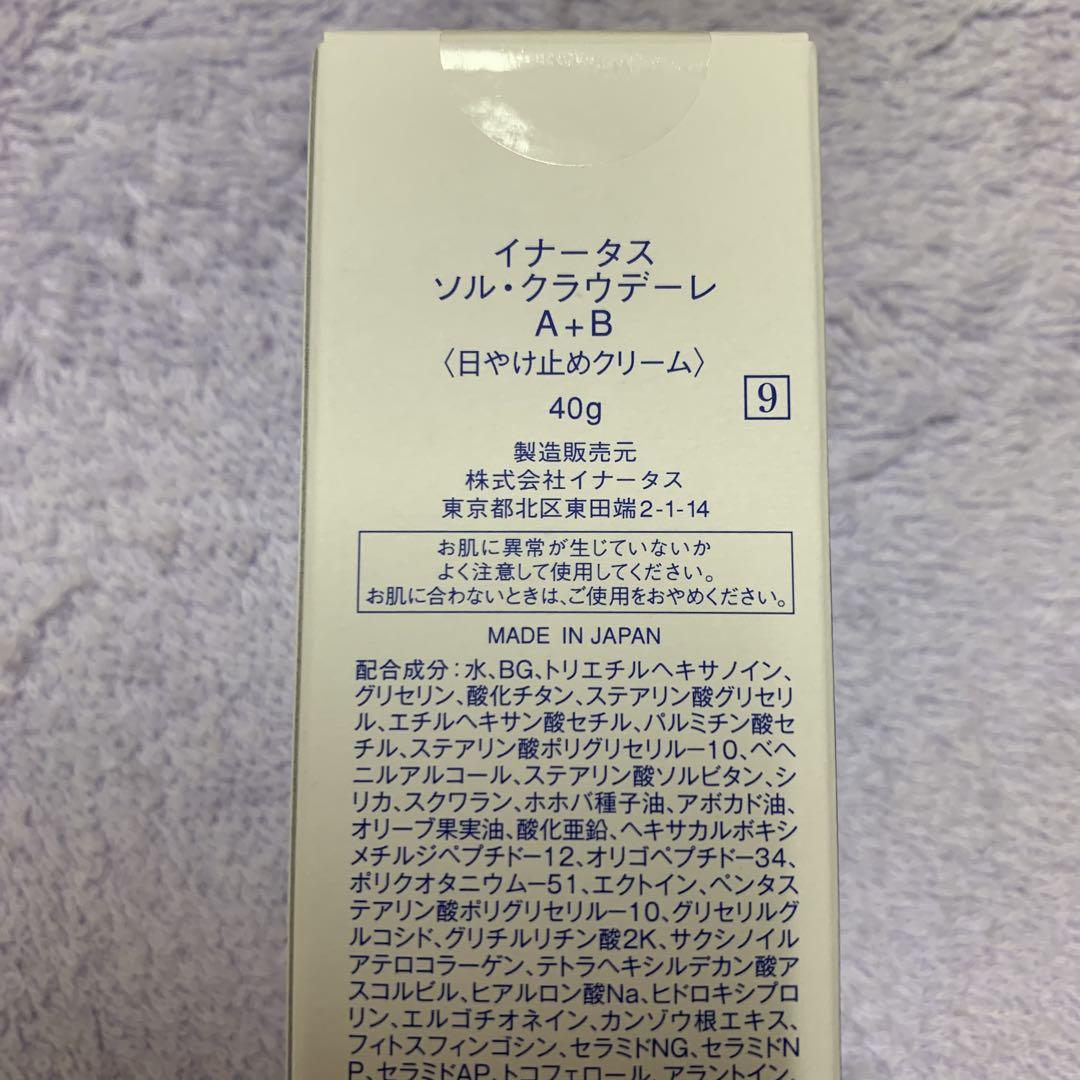 イナータス
ソル・クラウデーレ
A+B
〈日やけ止めクリーム〉
40g
9
製造販売元
株式会社イナータス
東京都北区東田端2-1-14
お肌に異常が生じていないか
よく注意して使用してください。
お肌に合わないときは、ご使用をおやめください。
MADE IN JAPAN
配合成分:水、BG、トリエチルヘキサノイン、
グリセリン、酸化チタン、ステアリン酸グリセリ
ル、エチルヘキサン酸セチル、パルミチン酸セ
チル、ステアリン酸ポリグリセリル−10、ベヘ
ニルアルコール、ステアリン酸ソルビタン、シ
リカ、スクワラン、ホホバ種子油、アボカド油、
オリーブ果実油、酸化亜鉛、ヘキサカルボキシ
メチルジペプチド−12、オリゴペプチド−34、
ポリクオタニウム−51、エクトイン、ペンタス
テアリン酸ポリグリセリル−10、グリセリルグ
ルコシド、グリチルリチン酸2K、サクシノイル
アテロコラーゲン、テトラヘキシルデカン酸ア
スコルビル、ヒアルロン酸Na、ヒドロキシプロ
リン、エルゴチオネイン、カンゾウ根エキス、
フィトスフィンゴシン、セラミドNG、セラミドN
P、セラミドAP、トコフェロール、アラントイン、